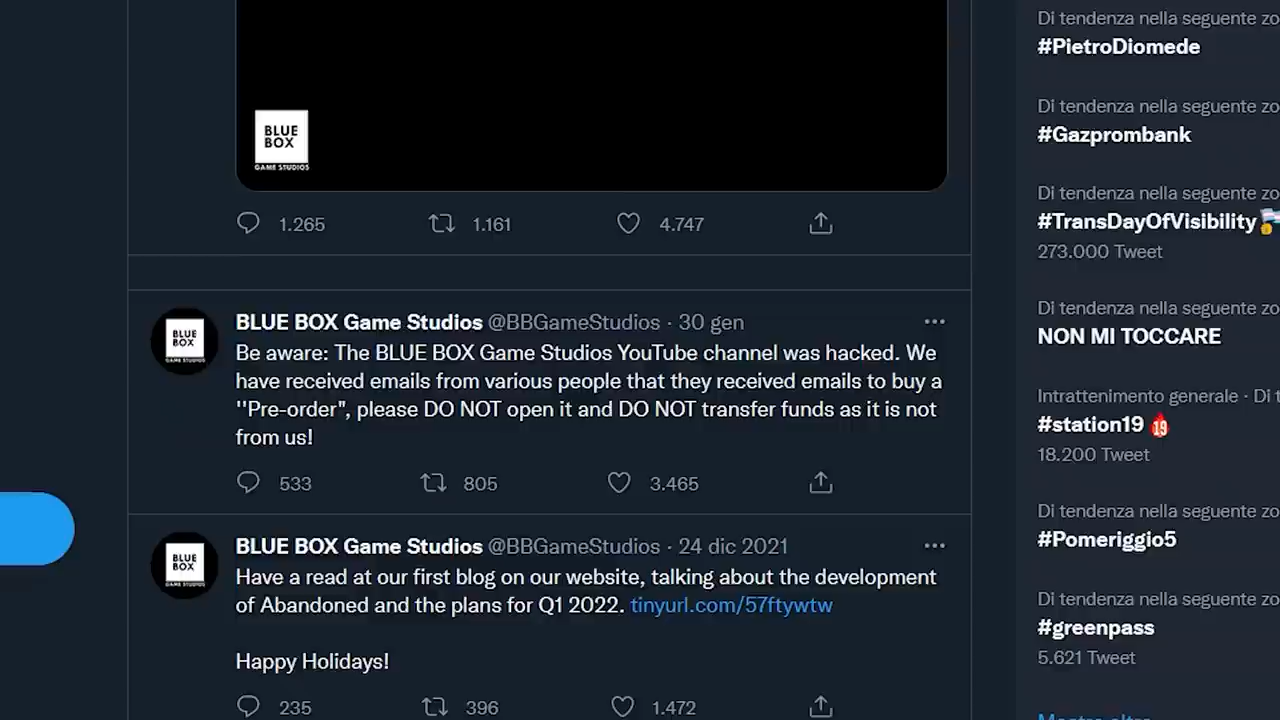 BLUE
BOX
GAME STUDIOS
1.265 1.161 4.747
BLUE BOX Game Studios @BBGameStudios · 30 gen
BLUE
BOX
GAME STUDIOS
Be aware: The BLUE BOX Game Studios YouTube channel was hacked. We
have received emails from various people that they received emails to buy a
''Pre-order", please DO NOT open it and DO NOT transfer funds as it is not
from us!
533 805 3.465
BLUE BOX Game Studios @BBGameStudios · 24 dic 2021
BLUE
BOX
GAME STUDIOS
Have a read at our first blog on our website, talking about the development
of Abandoned and the plans for Q1 2022. tinyurl.com/57ftywtw
Happy Holidays!
235 396 1.472
Di tendenza nella seguente zo
#PietroDiomede
Di tendenza nella seguente zo
#Gazprombank
Di tendenza nella seguente zo
#TransDayOfVisibility
273.000 Tweet
Di tendenza nella seguente zo
NON MI TOCCARE
Intrattenimento generale · Di t
#station19
18.200 Tweet
Di tendenza nella seguente zo
#Pomeriggio5
Di tendenza nella seguente zo
#greenpass
5.621 Tweet